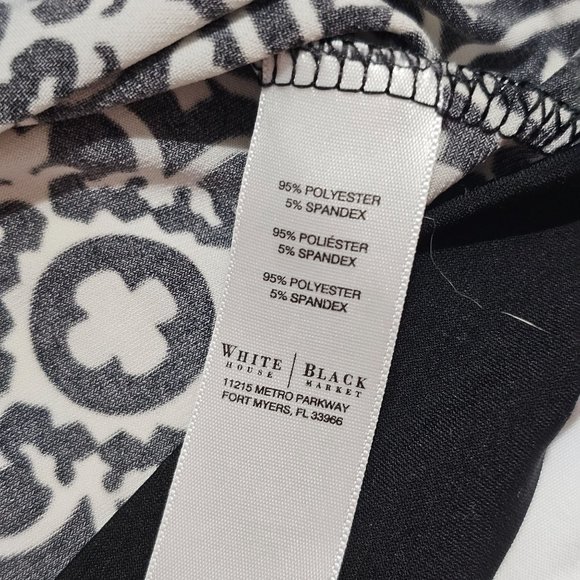 95% POLYESTER
5% SPANDEX
95% POLIÉSTER
5% SPANDEX
95% POLYESTER
5% SPANDEX
WHITE | BLACK
HOUSE | MARKET
11215 METRO PARKWAY
FORT MYERS, FL 33966